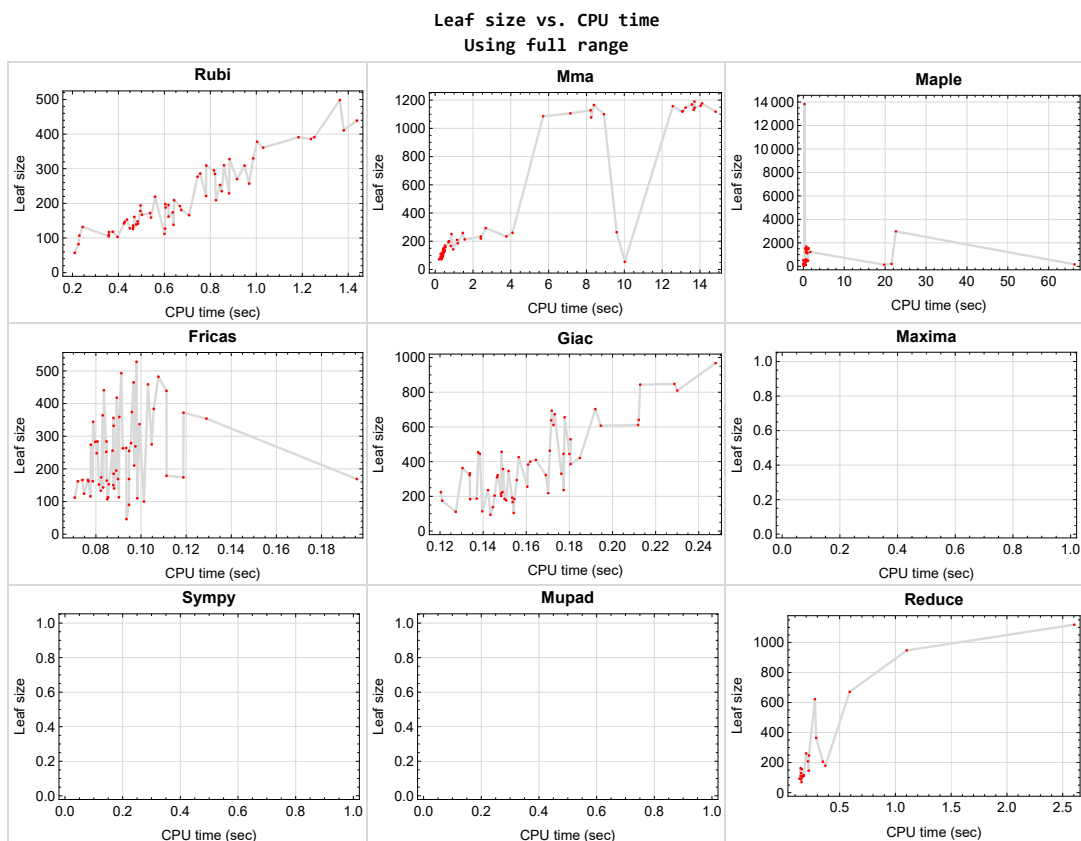 Leaf size vs. CPU time
Using full range
Rubi
Leaf size
500
400
300
200
100
0
0.2 0.4 0.6 0.8 1.0 1.2 1.4
CPU time (sec)
Mma
Leaf size
1200
1000
800
600
400
200
0
0 2 4 6 8 10 12 14
CPU time (sec)
Maple
Leaf size
14 000
12 000
10 000
8000
6000
4000
2000
0
0 10 20 30 40 50 60
CPU time (sec)
Fricas
Leaf size
500
400
300
200
100
0
0.08 0.10 0.12 0.14 0.16 0.18
CPU time (sec)
Giac
Leaf size
1000
800
600
400
200
0
0.12 0.14 0.16 0.18 0.20 0.22 0.24
CPU time (sec)
Maxima
Leaf size
1.0
0.8
0.6
0.4
0.2
0.0
0.0 0.2 0.4 0.6 0.8 1.0
CPU time (sec)
Sympy
Leaf size
1.0
0.8
0.6
0.4
0.2
0.0
0.0 0.2 0.4 0.6 0.8 1.0
CPU time (sec)
Mupad
Leaf size
1.0
0.8
0.6
0.4
0.2
0.0
0.0 0.2 0.4 0.6 0.8 1.0
CPU time (sec)
Reduce
Leaf size
1000
800
600
400
200
0
0.5 1.0 1.5 2.0 2.5
CPU time (sec)